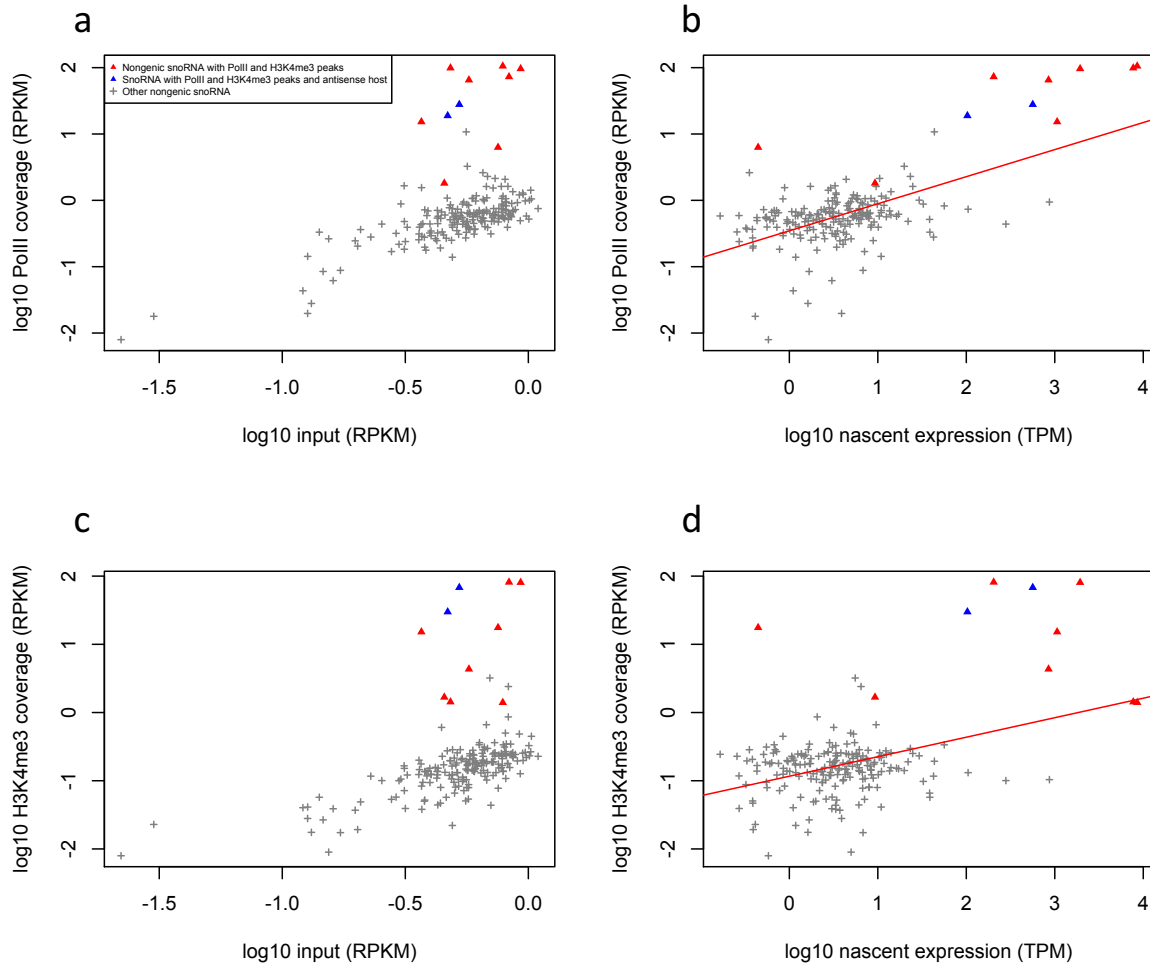 a
Nongenic snoRNA with PolII and H3K4me3 peaks
SnoRNA with PolII and H3K4me3 peaks and antisense host
Other nongenic snoRNA
log10 PolII coverage (RPKM)
2
1
0
-1
-2
-1.5
-1.0
-0.5
0.0
log10 input (RPKM)
b
log10 PolII coverage (RPKM)
2
1
0
-1
-2
0
1
2
3
4
log10 nascent expression (TPM)
c
log10 H3K4me3 coverage (RPKM)
2
1
0
-1
-2
-1.5
-1.0
-0.5
0.0
log10 input (RPKM)
d
log10 H3K4me3 coverage (RPKM)
2
1
0
-1
-2
0
1
2
3
4
log10 nascent expression (TPM)